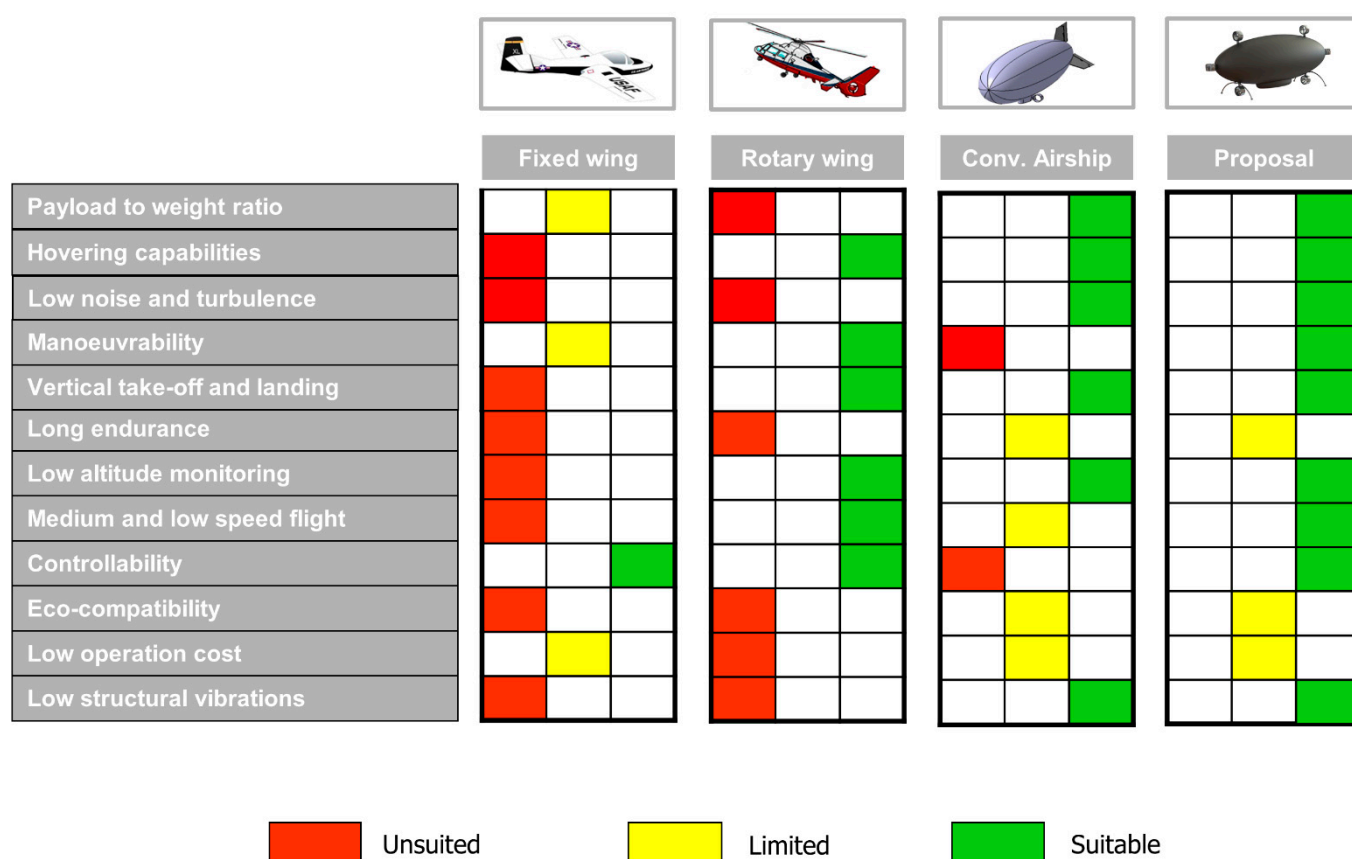 XL
USAF
Fixed wing
Rotary wing
Conv. Airship
Proposal
Payload to weight ratio
Hovering capabilities
Low noise and turbulence
Manoeuvrability
Vertical take-off and landing
Long endurance
Low altitude monitoring
Medium and low speed flight
Controllability
Eco-compatibility
Low operation cost
Low structural vibrations
Unsuited
Limited
Suitable